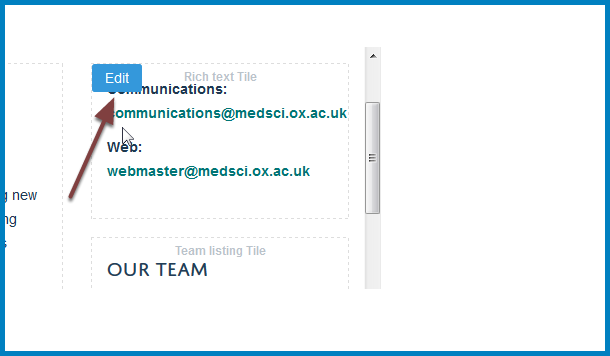 Edit
Rich text Tile
Communications:
communications@medsci.ox.ac.uk
Web:
webmaster@medsci.ox.ac.uk
new
Team listing Tile
OUR TEAM